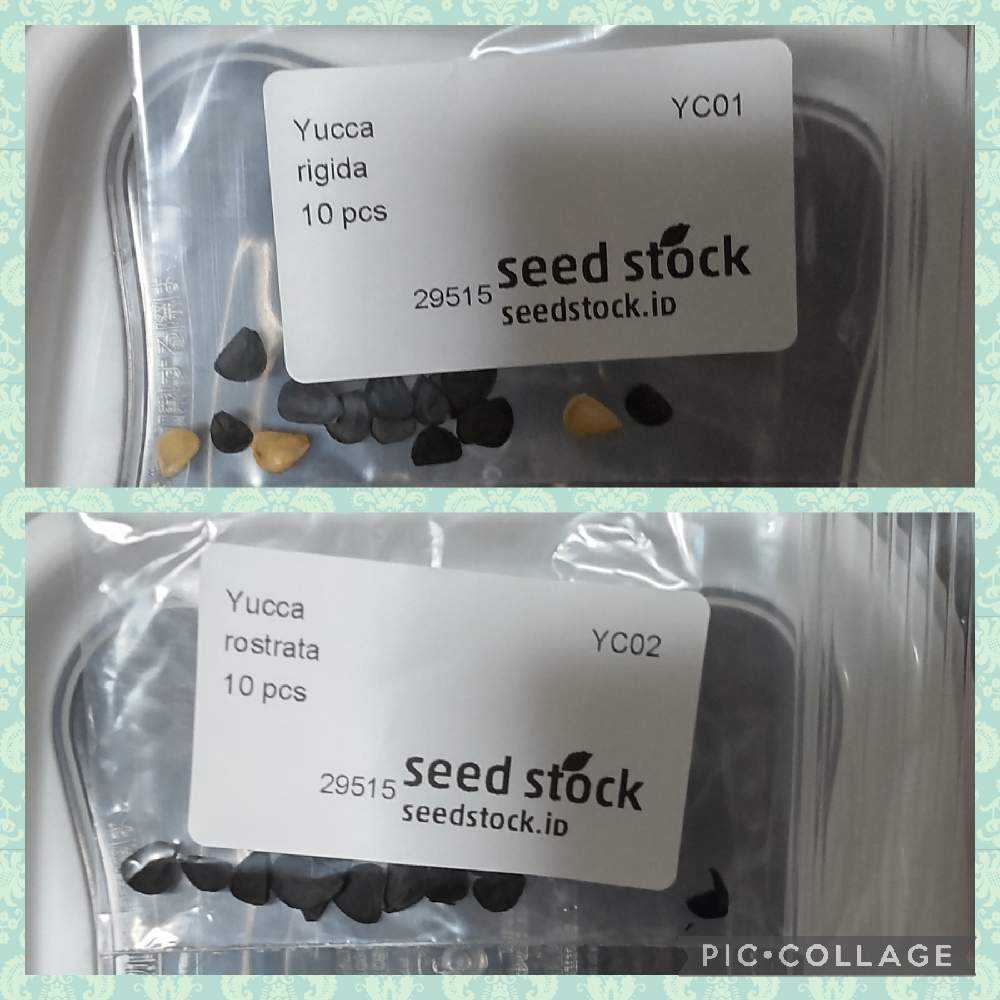 Yucca
rigida
10 pcs
YC01
29515 seed stock
seedstock.iD
Yucca
rostrata
10 pcs
YC02
29515 seed stock
seedstock.iD
PIC•COLLAGE